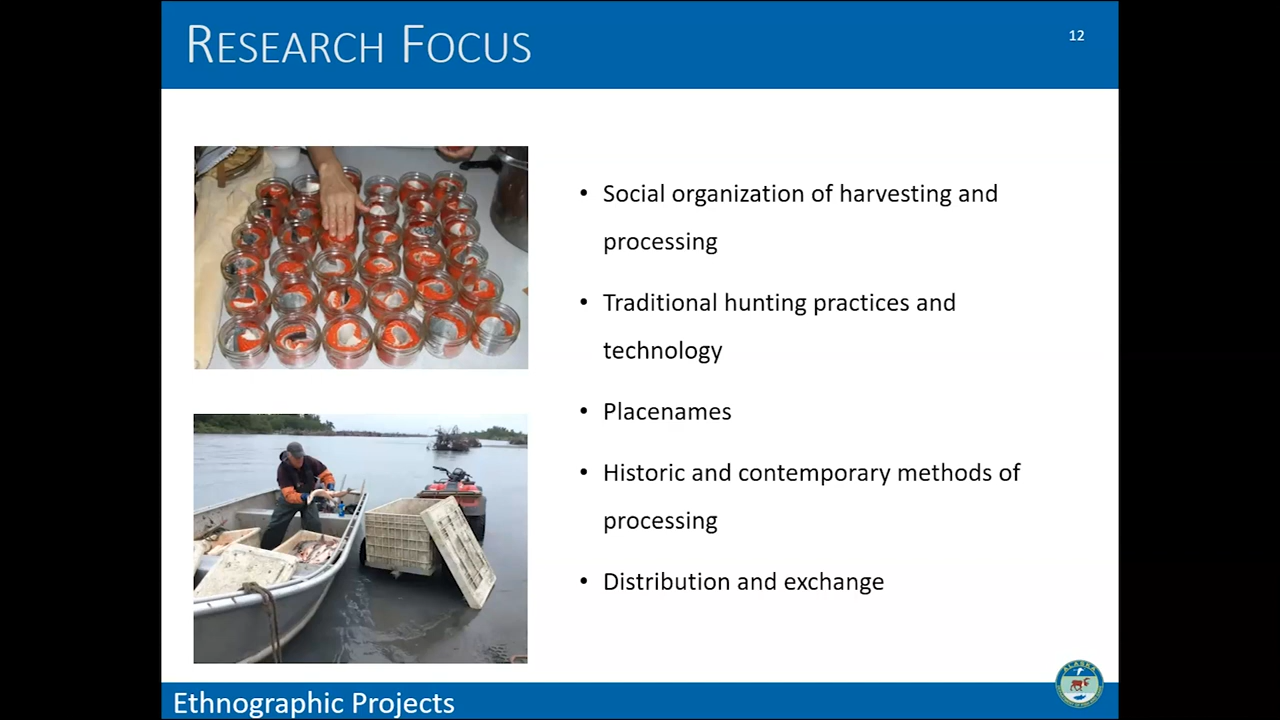 RESEARCH FOCUS
12
• Social organization of harvesting and
processing
• Traditional hunting practices and
technology
• Placenames
• Historic and contemporary methods of
processing
• Distribution and exchange
Ethnographic Projects
ALASKA